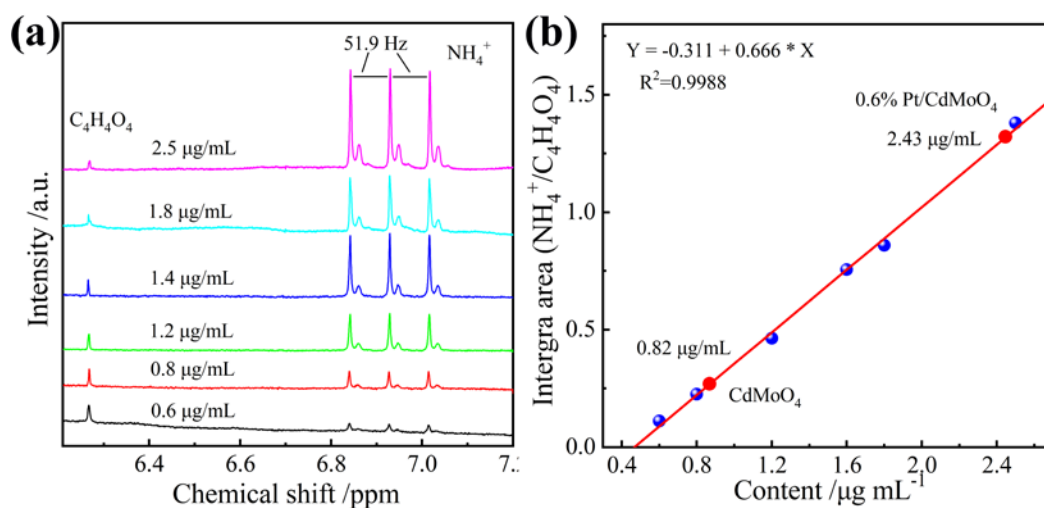 (a)
51.9 Hz
NH₄⁺
C₄H₄O₄
2.5 μg/mL
1.8 μg/mL
1.4 μg/mL
1.2 μg/mL
0.8 μg/mL
0.6 μg/mL
Intensity /a.u.
6.4 6.6 6.8 7.0 7.2
Chemical shift /ppm
(b)
Y = -0.311 + 0.666 * X
R²=0.9988
0.6% Pt/CdMoO₄
2.43 μg/mL
0.82 μg/mL
CdMoO₄
Intergra area (NH₄⁺/C₄H₄O₄)
1.5
1.0
0.5
0.0
0.4 0.8 1.2 1.6 2.0 2.4
Content /μg mL⁻¹